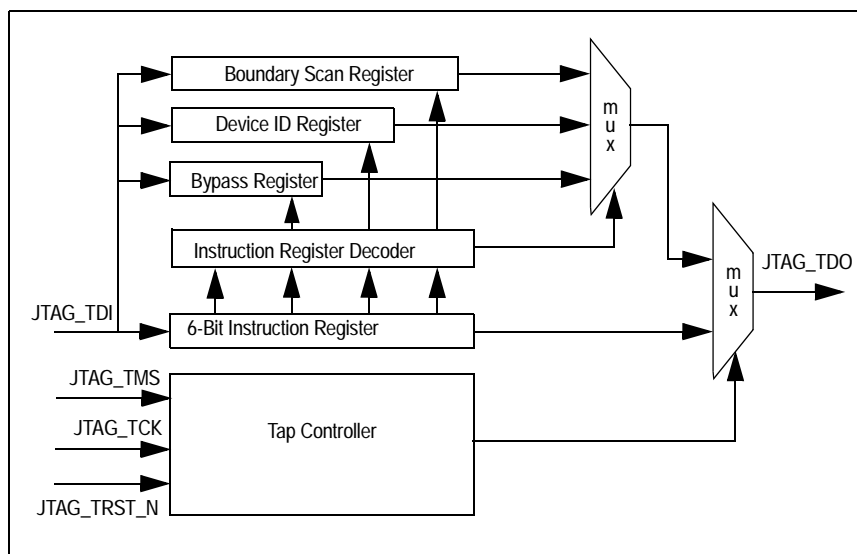 Boundary Scan Register
Device ID Register
Bypass Register
Instruction Register Decoder
6-Bit Instruction Register
Tap Controller
JTAG_TDI
JTAG_TMS
JTAG_TCK
JTAG_TRST_N
m
u
x
m
u
x
JTAG_TDO